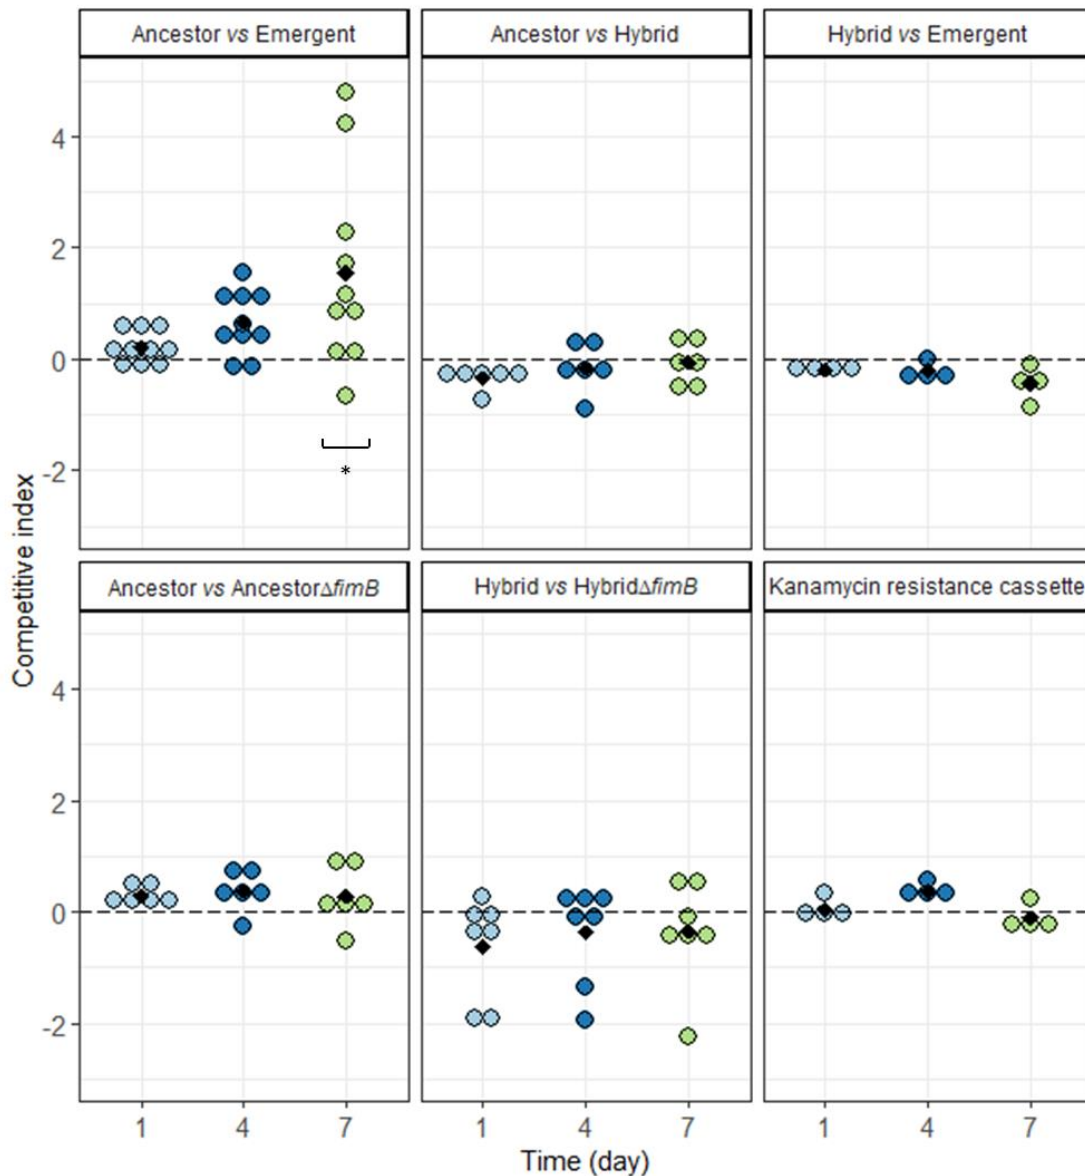 Ancestor vs Emergent
Ancestor vs Hybrid
Hybrid vs Emergent
4
2
0
-2
*
Competitive index
Ancestor vs AncestorΔfimB
Hybrid vs HybridΔfimB
Kanamycin resistance cassette
4
2
0
-2
1 4 7
1 4 7
1 4 7
Time (day)